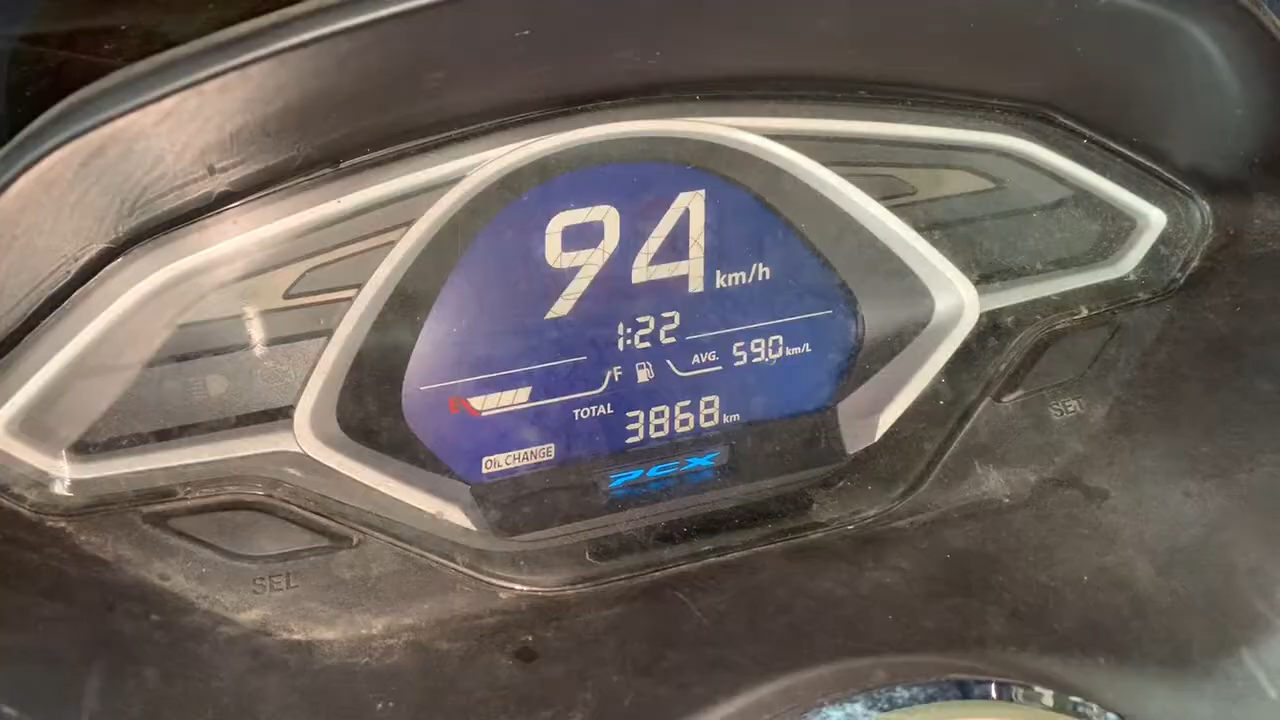 94 km/h
1:22
AVG. 59.0 km/L
E F
TOTAL 3868 km
OIL CHANGE
PCX
SEL
SET